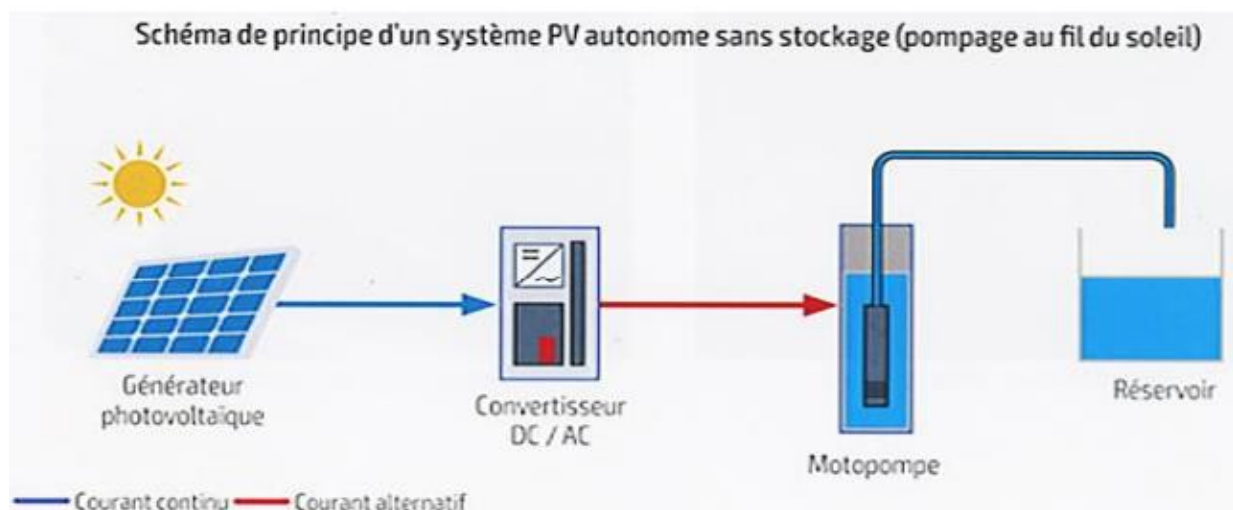 Schéma de principe d'un système PV autonome sans stockage (pompage au fil du soleil)
Générateur
photovoltaïque
Convertisseur
DC / AC
Motopompe
Réservoir
Courant continu
Courant alternatif